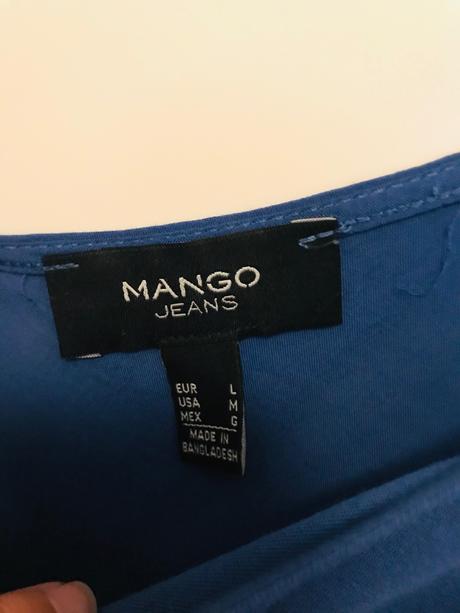 MANGO
JEANS
EUR L
USA M
MEX G
MADE IN
BANGLADESH